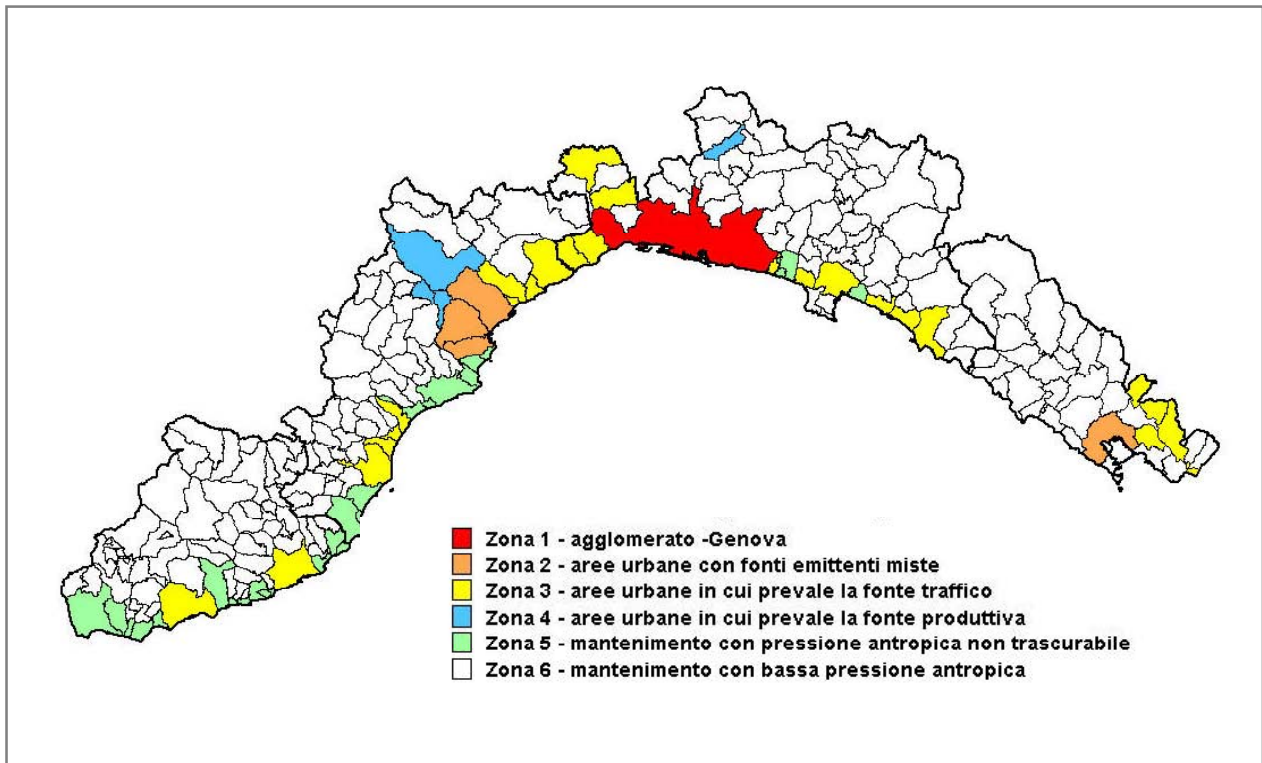 Zona 1 - agglomerato -Genova
Zona 2 - aree urbane con fonti emittenti miste
Zona 3 - aree urbane in cui prevale la fonte traffico
Zona 4 - aree urbane in cui prevale la fonte produttiva
Zona 5 - mantenimento con pressione antropica non trascurabile
Zona 6 - mantenimento con bassa pressione antropica